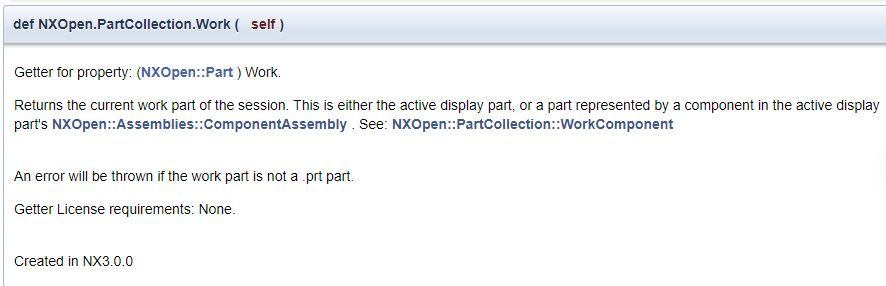 def NXOpen.PartCollection.Work ( self )
Getter for property: (NXOpen::Part ) Work.
Returns the current work part of the session. This is either the active display part, or a part represented by a component in the active display
part's NXOpen::Assemblies::ComponentAssembly . See: NXOpen::PartCollection::WorkComponent
An error will be thrown if the work part is not a .prt part.
Getter License requirements: None.
Created in NX3.0.0